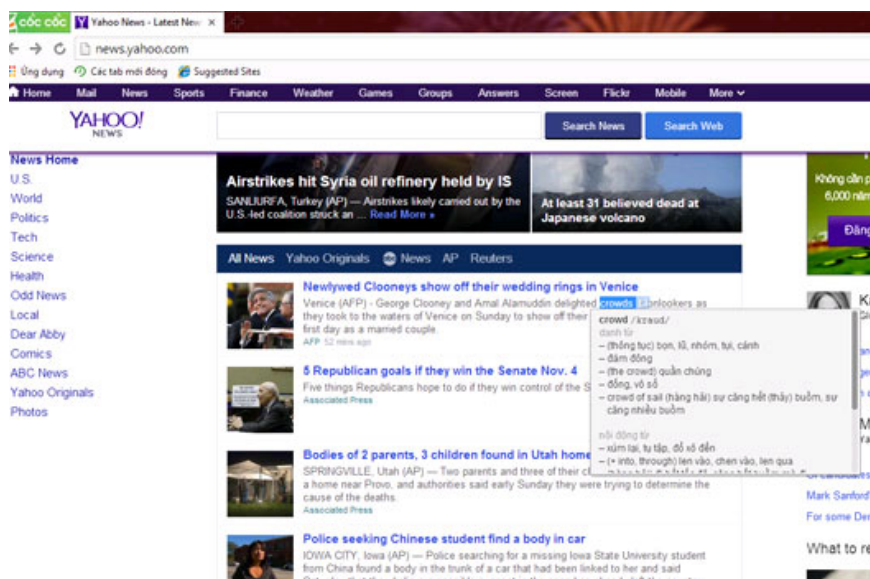 cốc cốc
Yahoo News - Latest New
news.yahoo.com
Ứng dụng Các tab mới đóng Suggested Sites
Home Mail News Sports Finance Weather Games Groups Answers Screen Flickr Mobile More
YAHOO!
NEWS
Search News Search Web
News Home
U.S.
World
Politics
Tech
Science
Health
Odd News
Local
Dear Abby
Comics
ABC News
Yahoo Originals
Photos
Airstrikes hit Syria oil refinery held by IS
SANLIURFA, Turkey (AP) — Airstrikes likely carried out by the
U.S.-led coalition struck an ... Read More »
At least 31 believed dead at
Japanese volcano
All News Yahoo Originals abc News AP Reuters
Newlywed Clooneys show off their wedding rings in Venice
Venice (AFP) - George Clooney and Amal Alamuddin delighted crowds onlookers as
they took to the waters of Venice on Sunday to show off their
first day as a married couple.
AFP 52 mins ago
crowd /kraud/
danh từ
– (thông tục) bọn, lũ, nhóm, tụi, cánh
– đám đông
– (the crowd) quần chúng
– đống, vô số
– crowd of sail (hàng hải) sự căng hết (thảy) buồm, sự
căng nhiều buồm
nội động từ
– xúm lại, tụ tập, đổ xô đến
– (+ into, through) len vào, chen vào, len qua
5 Republican goals if they win the Senate Nov. 4
Five things Republicans hope to do if they win control of the S
Associated Press
Bodies of 2 parents, 3 children found in Utah home
SPRINGVILLE, Utah (AP) — Two parents and three of their
a home near Provo, and authorities said early Sunday they were trying to determine the
cause of the deaths.
Associated Press
Police seeking Chinese student find a body in car
IOWA CITY, Iowa (AP) — Police searching for a missing Iowa State University student
from China found a body in the trunk of a car that had been linked to her and said
Không cần
6,000 năm
Đăng
Mark Sanford'
For some De
What to re